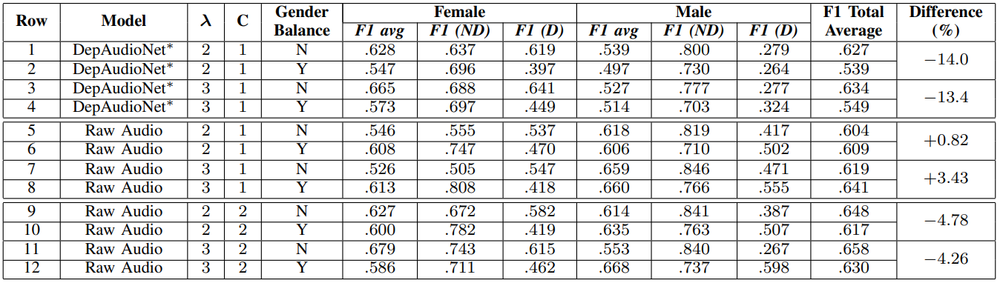 Row Model λ C Gender Balance Female Male F1 Total Average Difference (%)
F1 avg F1 (ND) F1 (D) F1 avg F1 (ND) F1 (D)
1 DepAudioNet* 2 1 N .628 .637 .619 .539 .800 .279 .627 −14.0
2 DepAudioNet* 2 1 Y .547 .696 .397 .497 .730 .264 .539
3 DepAudioNet* 3 1 N .665 .688 .641 .527 .777 .277 .634 −13.4
4 DepAudioNet* 3 1 Y .573 .697 .449 .514 .703 .324 .549
5 Raw Audio 2 1 N .546 .555 .537 .618 .819 .417 .604 +0.82
6 Raw Audio 2 1 Y .608 .747 .470 .606 .710 .502 .609
7 Raw Audio 3 1 N .526 .505 .547 .659 .846 .471 .619 +3.43
8 Raw Audio 3 1 Y .613 .808 .418 .660 .766 .555 .641
9 Raw Audio 2 2 N .627 .672 .582 .614 .841 .387 .648 −4.78
10 Raw Audio 2 2 Y .600 .782 .419 .635 .763 .507 .617
11 Raw Audio 3 2 N .679 .743 .615 .553 .840 .267 .658 −4.26
12 Raw Audio 3 2 Y .586 .711 .462 .668 .737 .598 .630